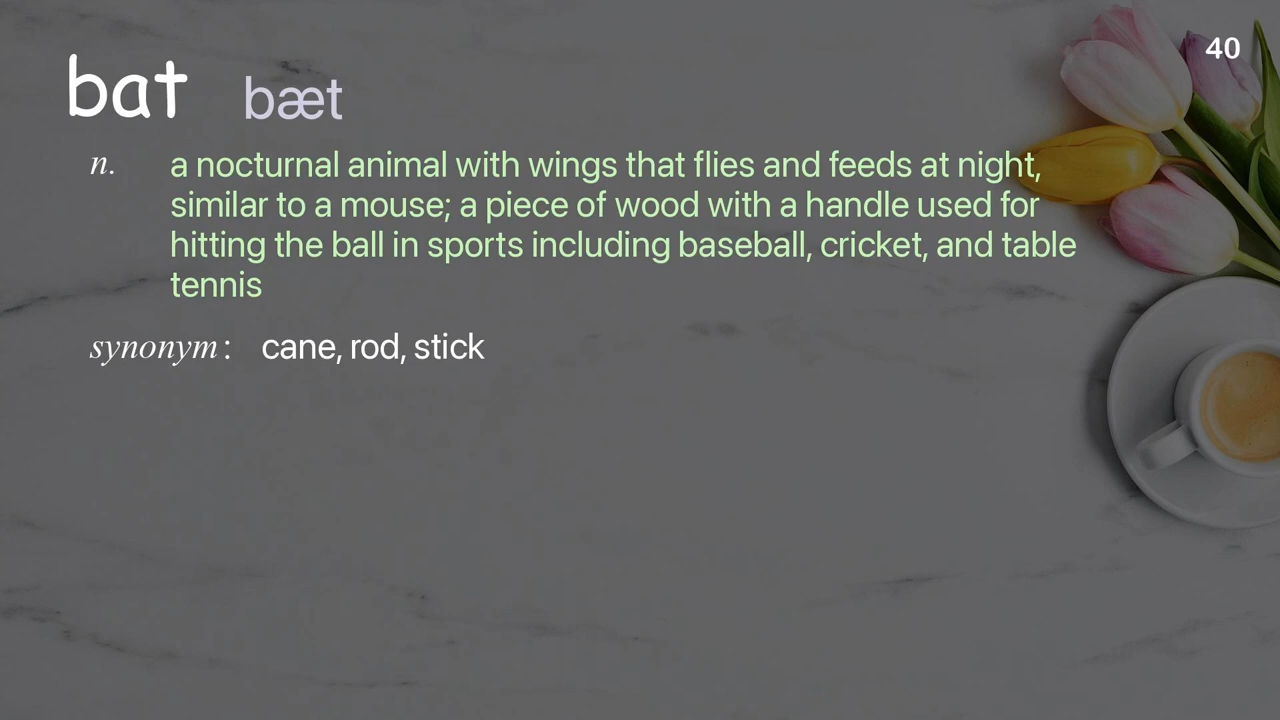 40
bat bæt
n. a nocturnal animal with wings that flies and feeds at night,
similar to a mouse; a piece of wood with a handle used for
hitting the ball in sports including baseball, cricket, and table
tennis
synonym: cane, rod, stick